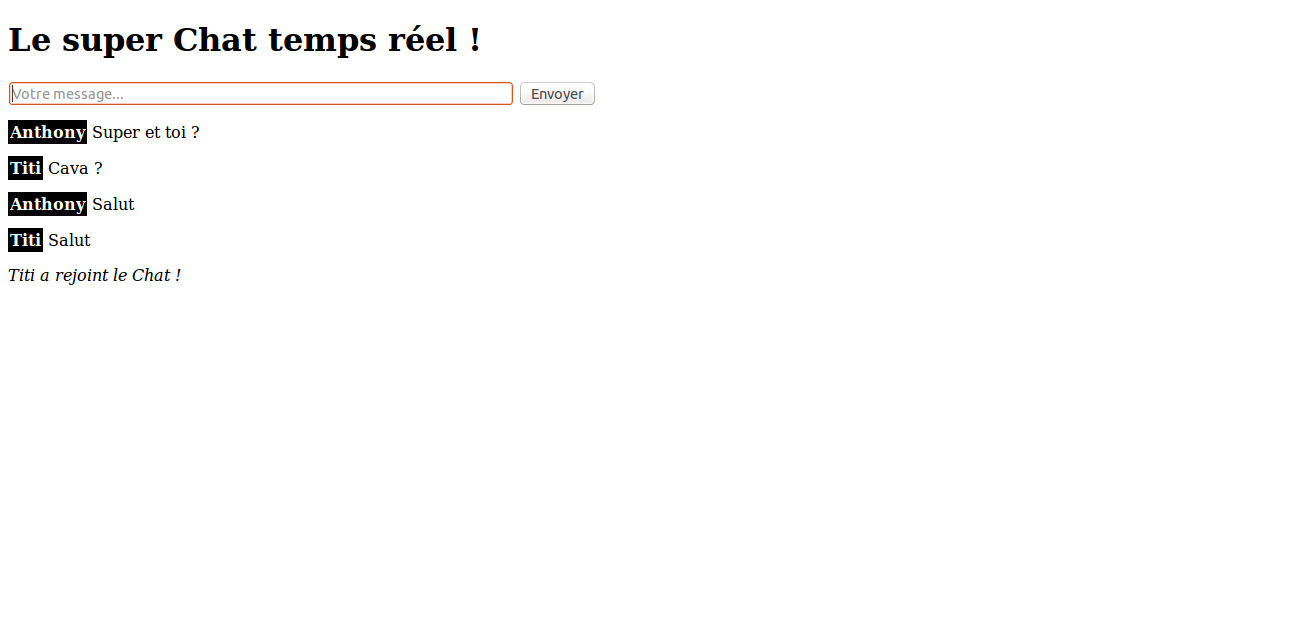 Le super Chat temps réel !
Votre message... Envoyer
Anthony Super et toi ?
Titi Cava ?
Anthony Salut
Titi Salut
Titi a rejoint le Chat !